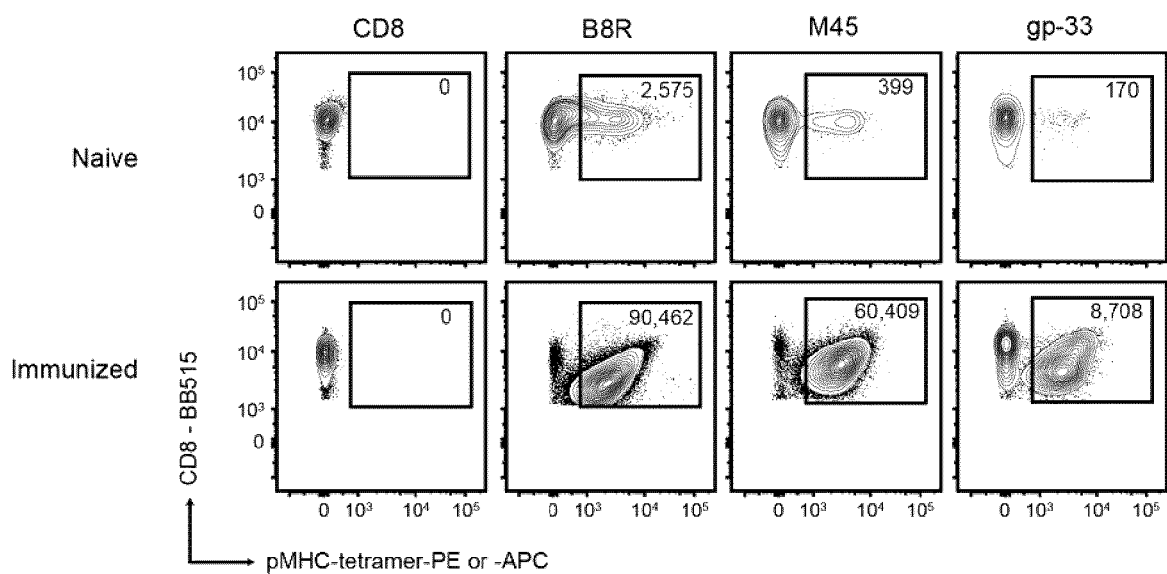 CD8 B8R M45 gp-33
Naive
10⁵
10⁴
10³
0
0
2,575
399
170
Immunized
10⁵
10⁴
10³
0
0
90,462
60,409
8,708
0 10³ 10⁴ 10⁵ 0 10³ 10⁴ 10⁵ 0 10³ 10⁴ 10⁵ 0 10³ 10⁴ 10⁵
CD8 - BB515
pMHC-tetramer-PE or -APC